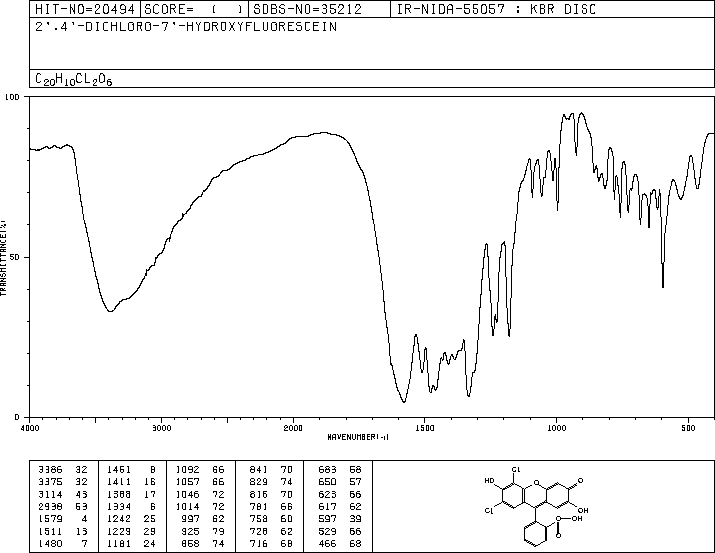 HIT-NO=20494 SCORE= ( ) SDBS-NO=35212 IR-NIDA-55057 : KBR DISC
2',4'-DICHLORO-7'-HYDROXYFLUORESCEIN
C20H10CL2O6
100
TRANSMITTANCE(%)
50
0
4000 3000 2000 1500 1000 500
WAVENUMBER(-1)
3386 32 1461 8 1092 66 841 70 683 58
3375 32 1411 16 1057 66 829 74 650 57
3114 43 1388 17 1046 72 816 70 623 66
2938 53 1334 6 1014 72 781 66 617 62
1579 4 1242 25 997 62 758 60 597 39
1511 13 1229 29 925 79 728 62 529 66
1480 7 1181 24 858 74 716 68 466 68
Cl
HO O O
Cl OH
O
OH
O